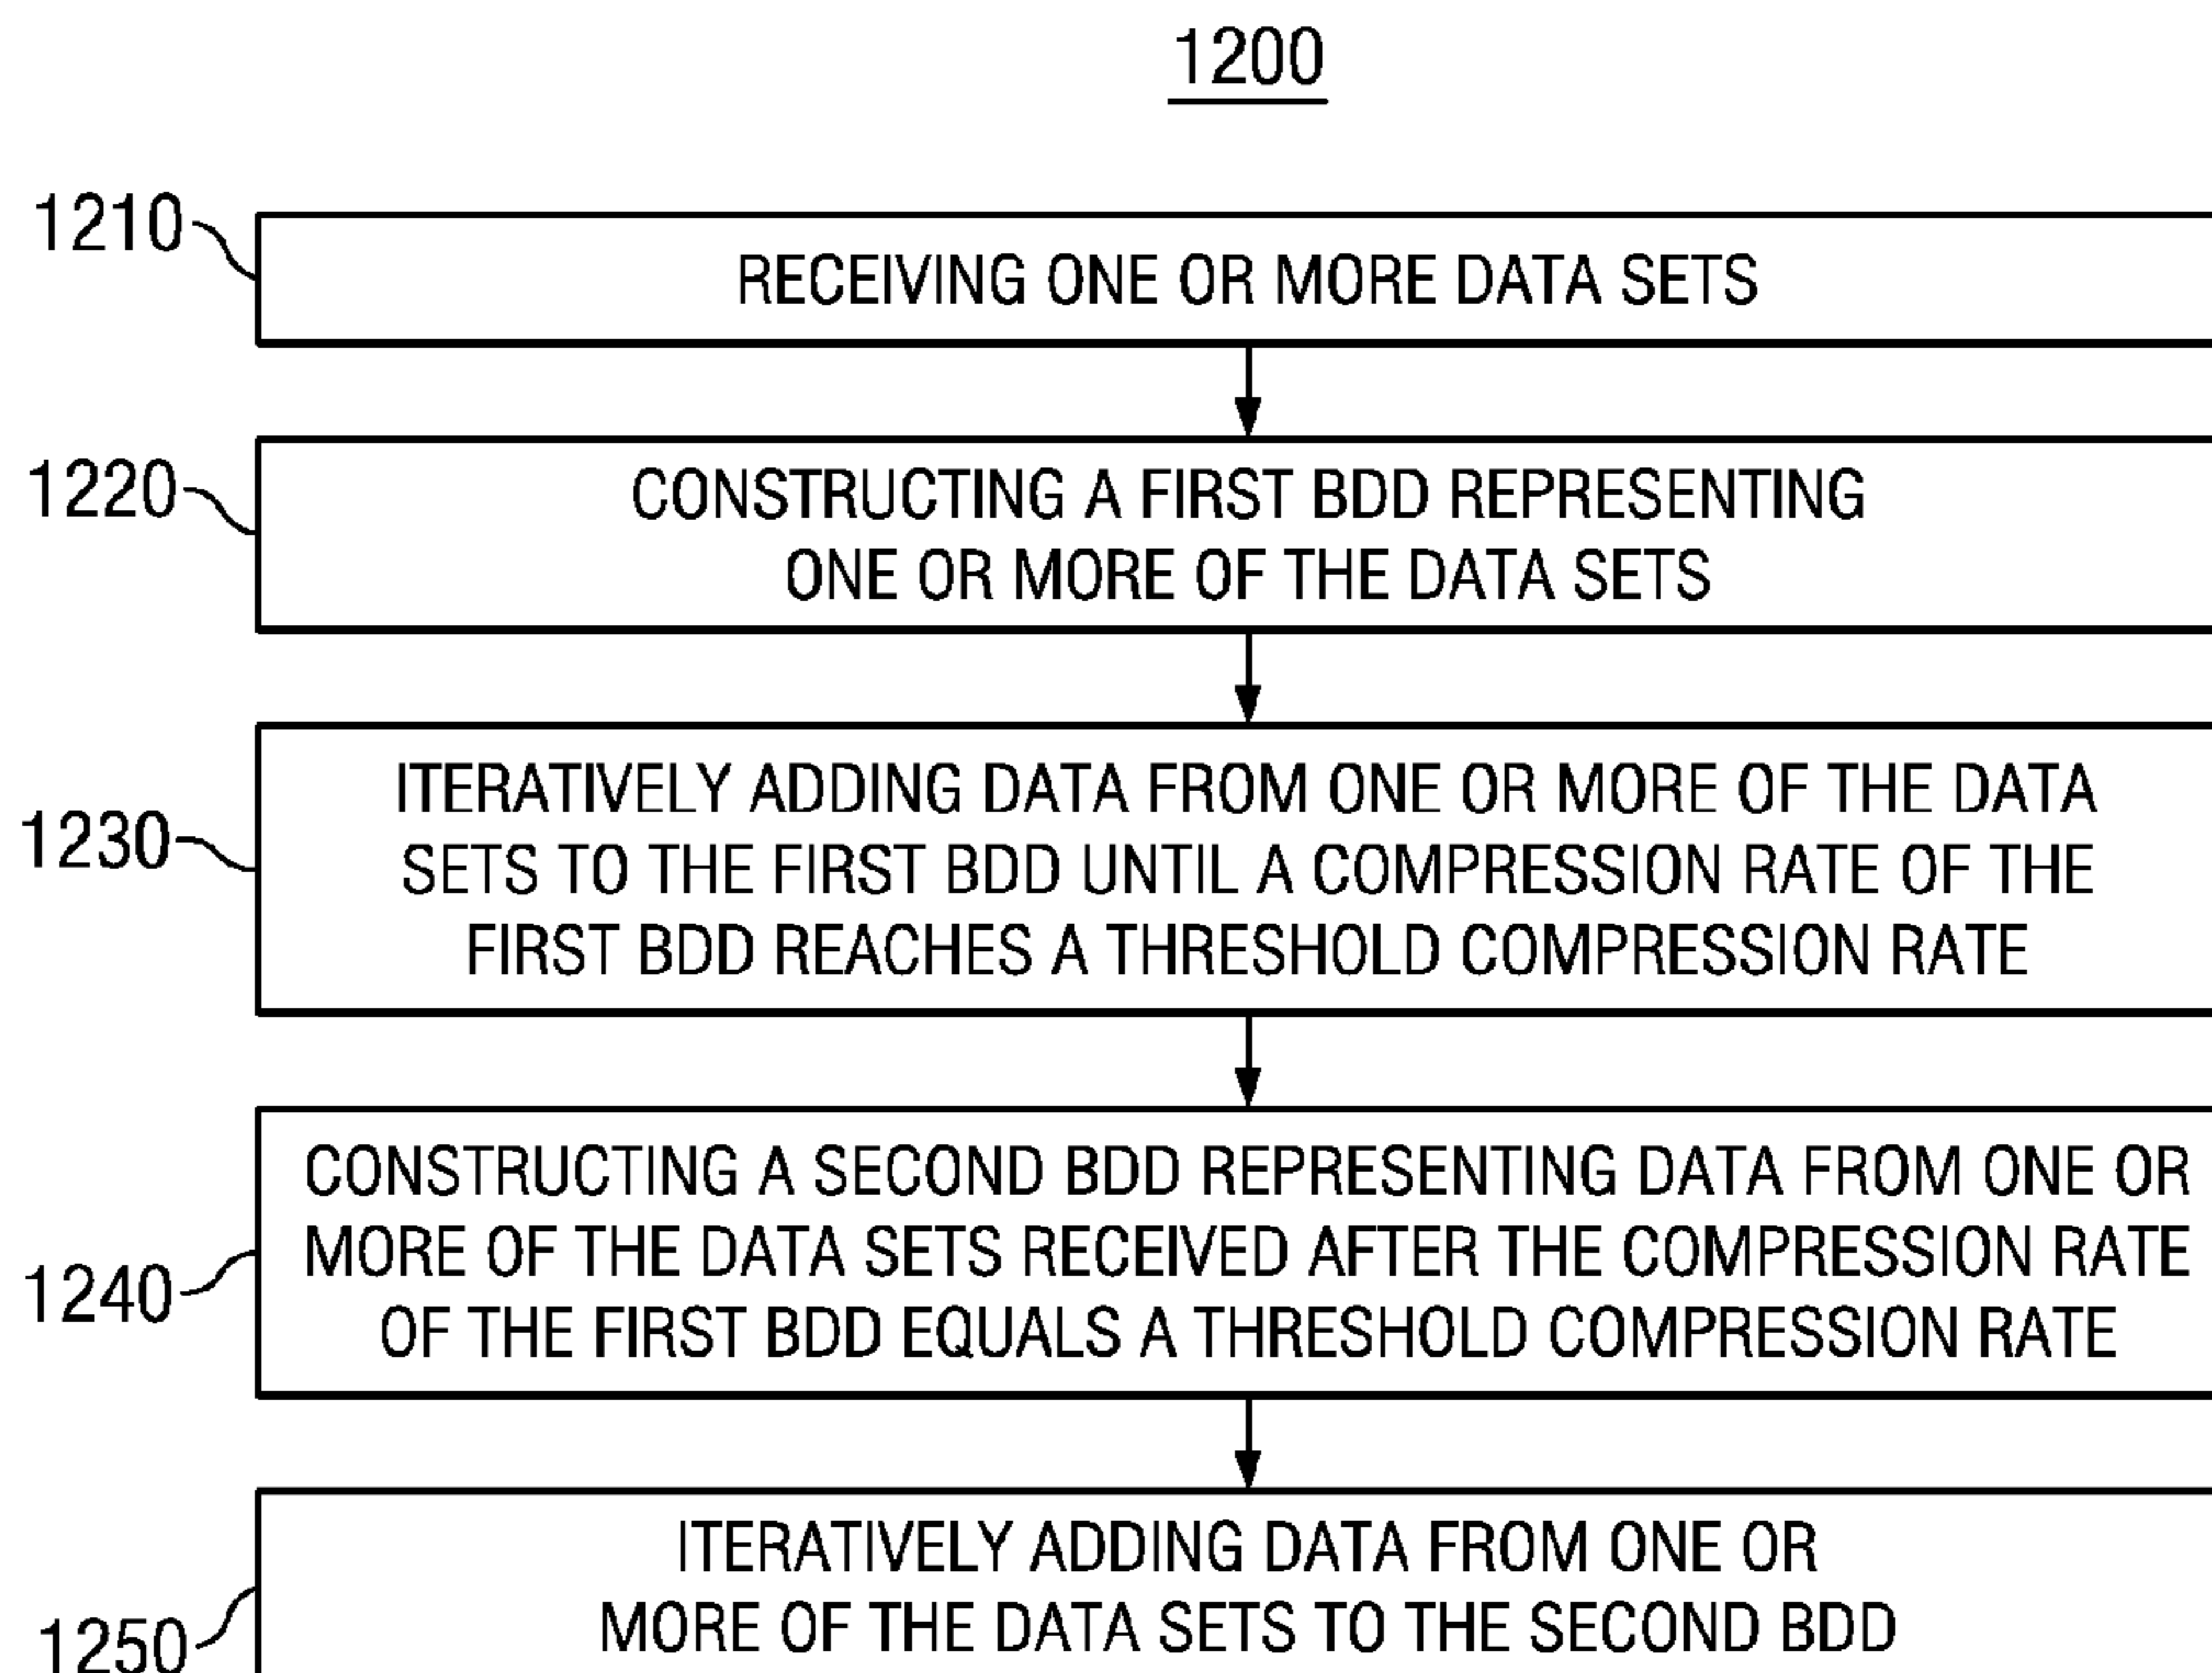 1200
1210
RECEIVING ONE OR MORE DATA SETS
1220
CONSTRUCTING A FIRST BDD REPRESENTING
ONE OR MORE OF THE DATA SETS
1230
ITERATIVELY ADDING DATA FROM ONE OR MORE OF THE DATA
SETS TO THE FIRST BDD UNTIL A COMPRESSION RATE OF THE
FIRST BDD REACHES A THRESHOLD COMPRESSION RATE
1240
CONSTRUCTING A SECOND BDD REPRESENTING DATA FROM ONE OR
MORE OF THE DATA SETS RECEIVED AFTER THE COMPRESSION RATE
OF THE FIRST BDD EQUALS A THRESHOLD COMPRESSION RATE
1250
ITERATIVELY ADDING DATA FROM ONE OR
MORE OF THE DATA SETS TO THE SECOND BDD